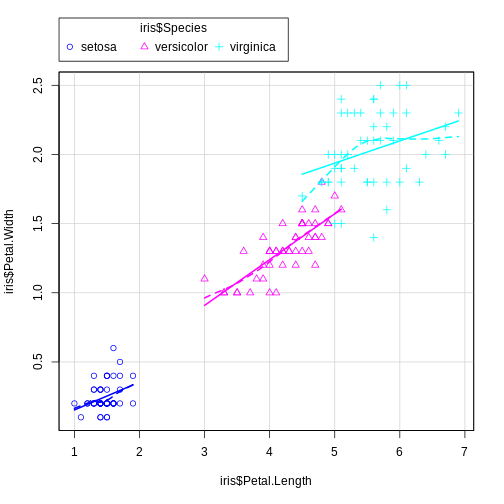 iris$Species
setosa versicolor virginica
2.5
2.0
1.5
1.0
0.5
iris$Petal.Width
1 2 3 4 5 6 7
iris$Petal.Length